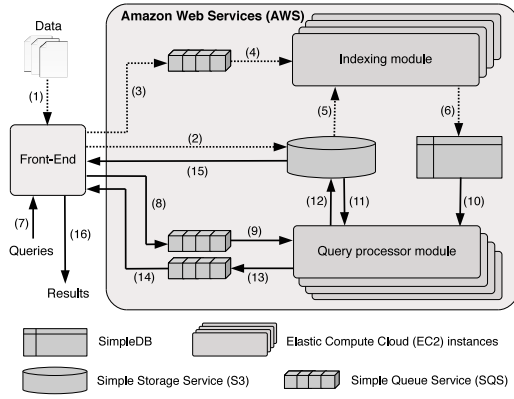 Data
Amazon Web Services (AWS)
(1)
(3)
(4)
Indexing module
(5)
(6)
(2)
Front-End
(15)
(8)
(12)
(11)
(10)
(7)
(16)
(9)
Queries
Query processor module
(14)
(13)
Results
SimpleDB
Elastic Compute Cloud (EC2) instances
Simple Storage Service (S3)
Simple Queue Service (SQS)